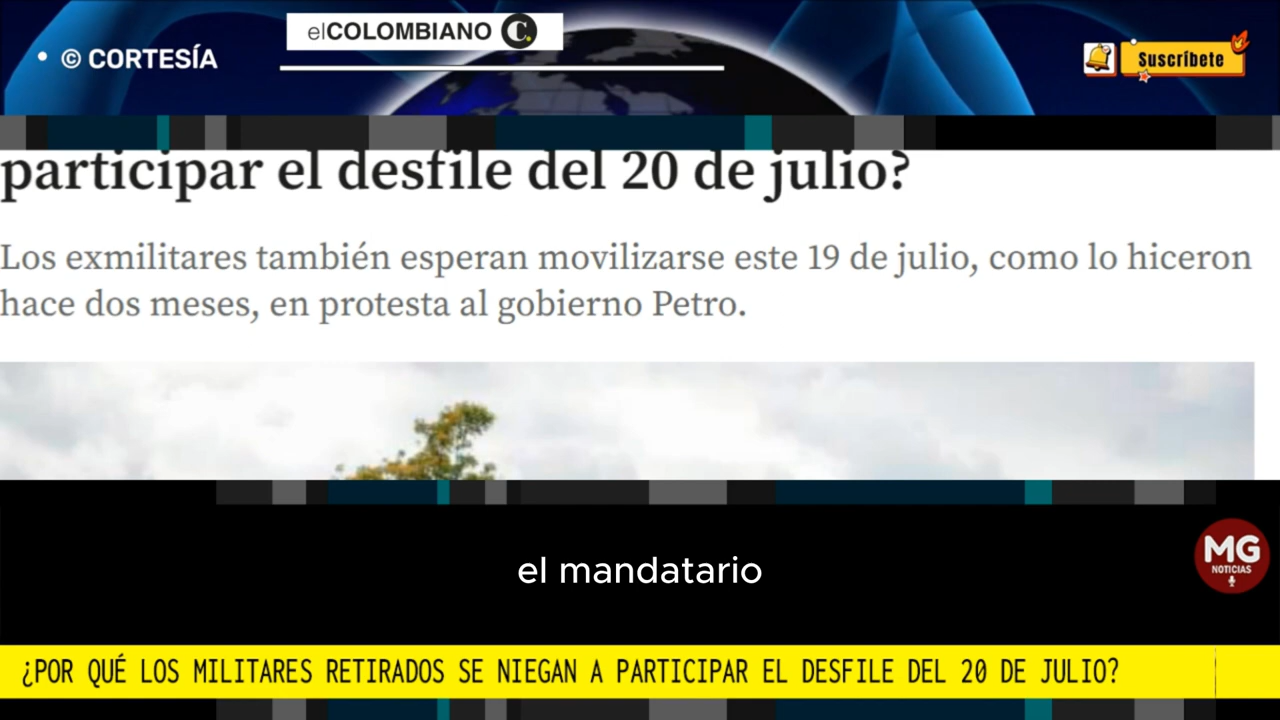 elCOLOMBIANO C.
© CORTESÍA
Suscríbete
participar el desfile del 20 de julio?
Los exmilitares también esperan movilizarse este 19 de julio, como lo hiceron
hace dos meses, en protesta al gobierno Petro.
el mandatario
MG
NOTICIAS
¿POR QUÉ LOS MILITARES RETIRADOS SE NIEGAN A PARTICIPAR EL DESFILE DEL 20 DE JULIO?